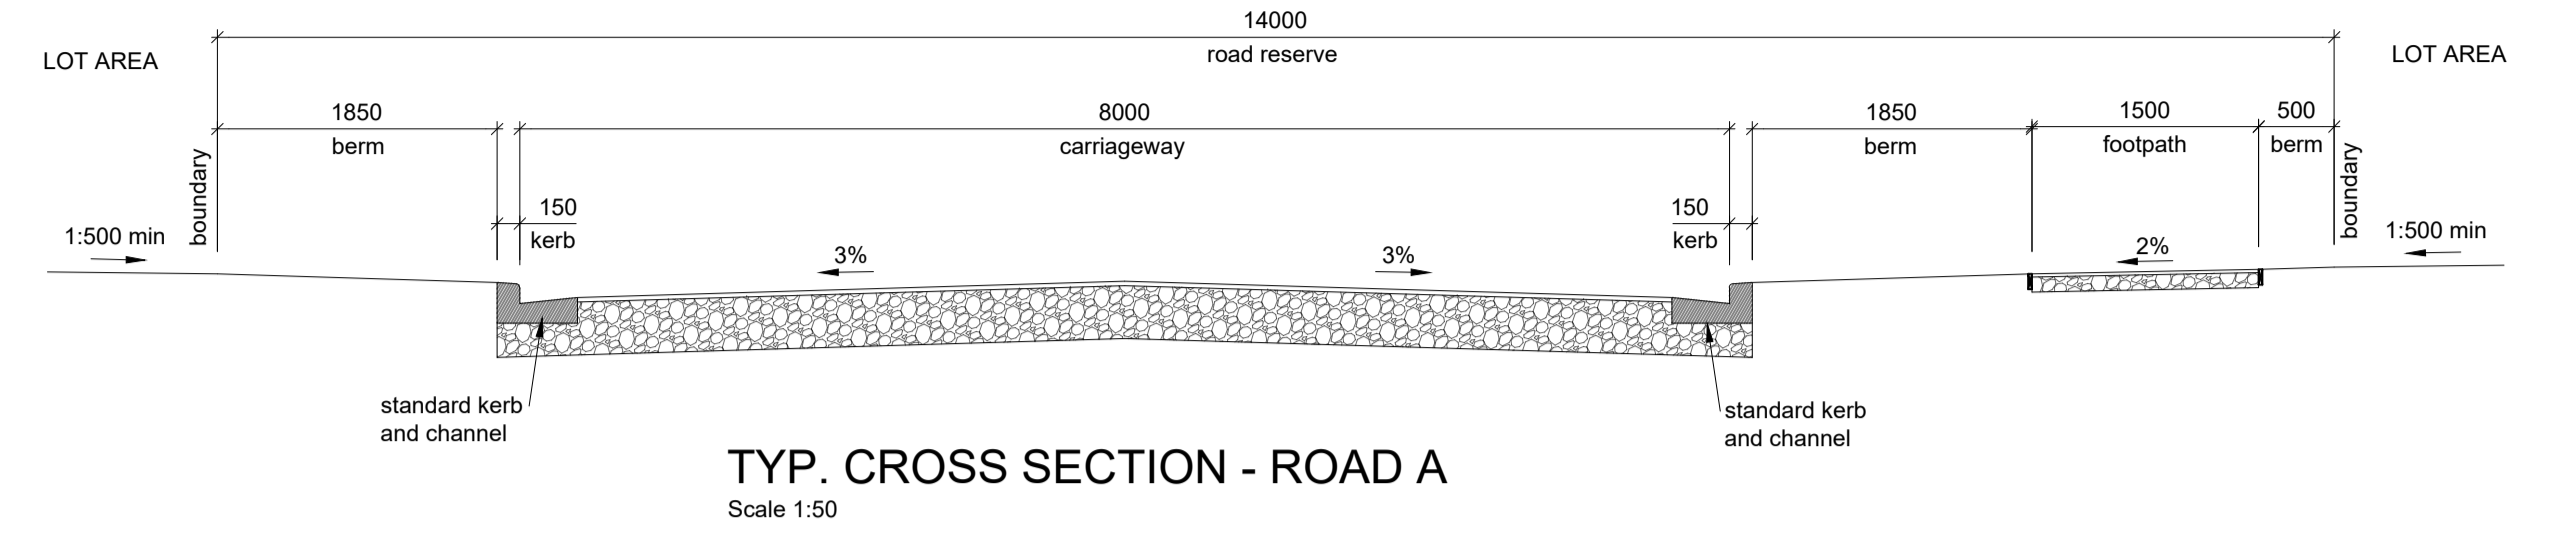 14000
LOT AREA
road reserve
LOT AREA
1850
8000
1850
1500
500
berm
carriageway
berm
footpath
berm
boundary
boundary
150
kerb
150
kerb
1:500 min
3%
3%
2%
1:500 min
standard kerb
and channel
standard kerb
and channel
TYP. CROSS SECTION - ROAD A
Scale 1:50